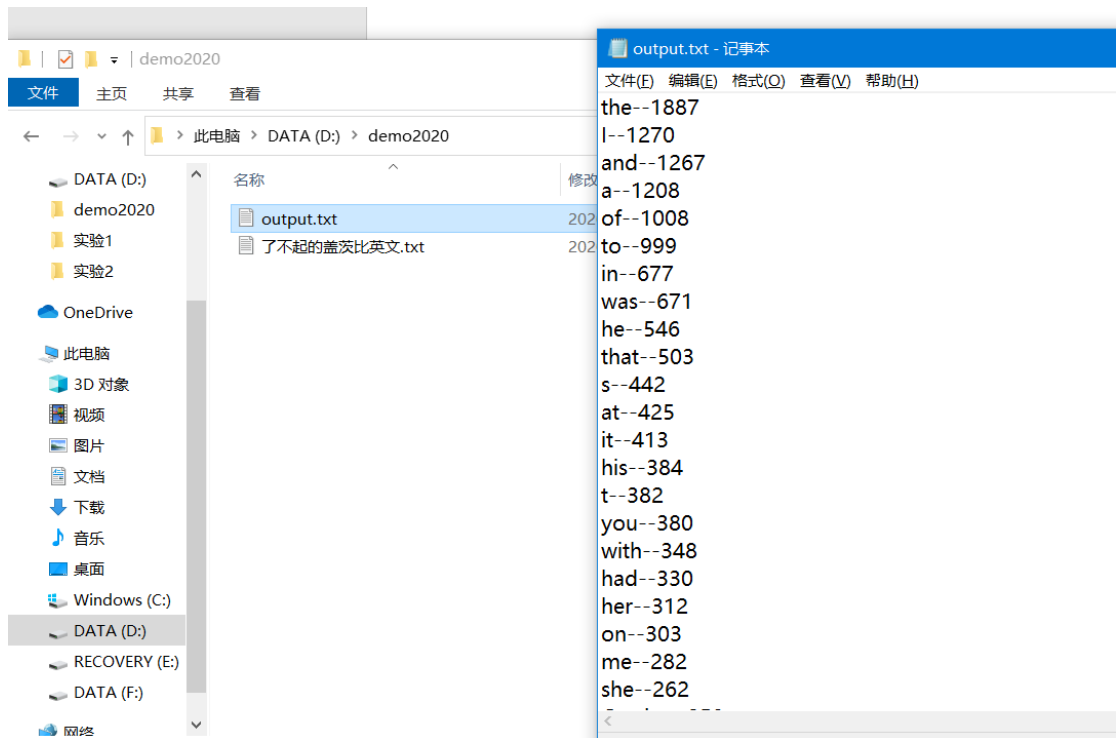 demo2020
文件 主页 共享 查看
此电脑 DATA (D:) demo2020
DATA (D:)
demo2020
实验1
实验2
OneDrive
此电脑
3D 对象
视频
图片
文档
下载
音乐
桌面
Windows (C:)
DATA (D:)
RECOVERY (E:)
DATA (F:)
网络
名称 修改
output.txt 202
了不起的盖茨比英文.txt 202
output.txt - 记事本
文件(F) 编辑(E) 格式(O) 查看(V) 帮助(H)
the--1887
I--1270
and--1267
a--1208
of--1008
to--999
in--677
was--671
he--546
that--503
s--442
at--425
it--413
his--384
t--382
you--380
with--348
had--330
her--312
on--303
me--282
she--262